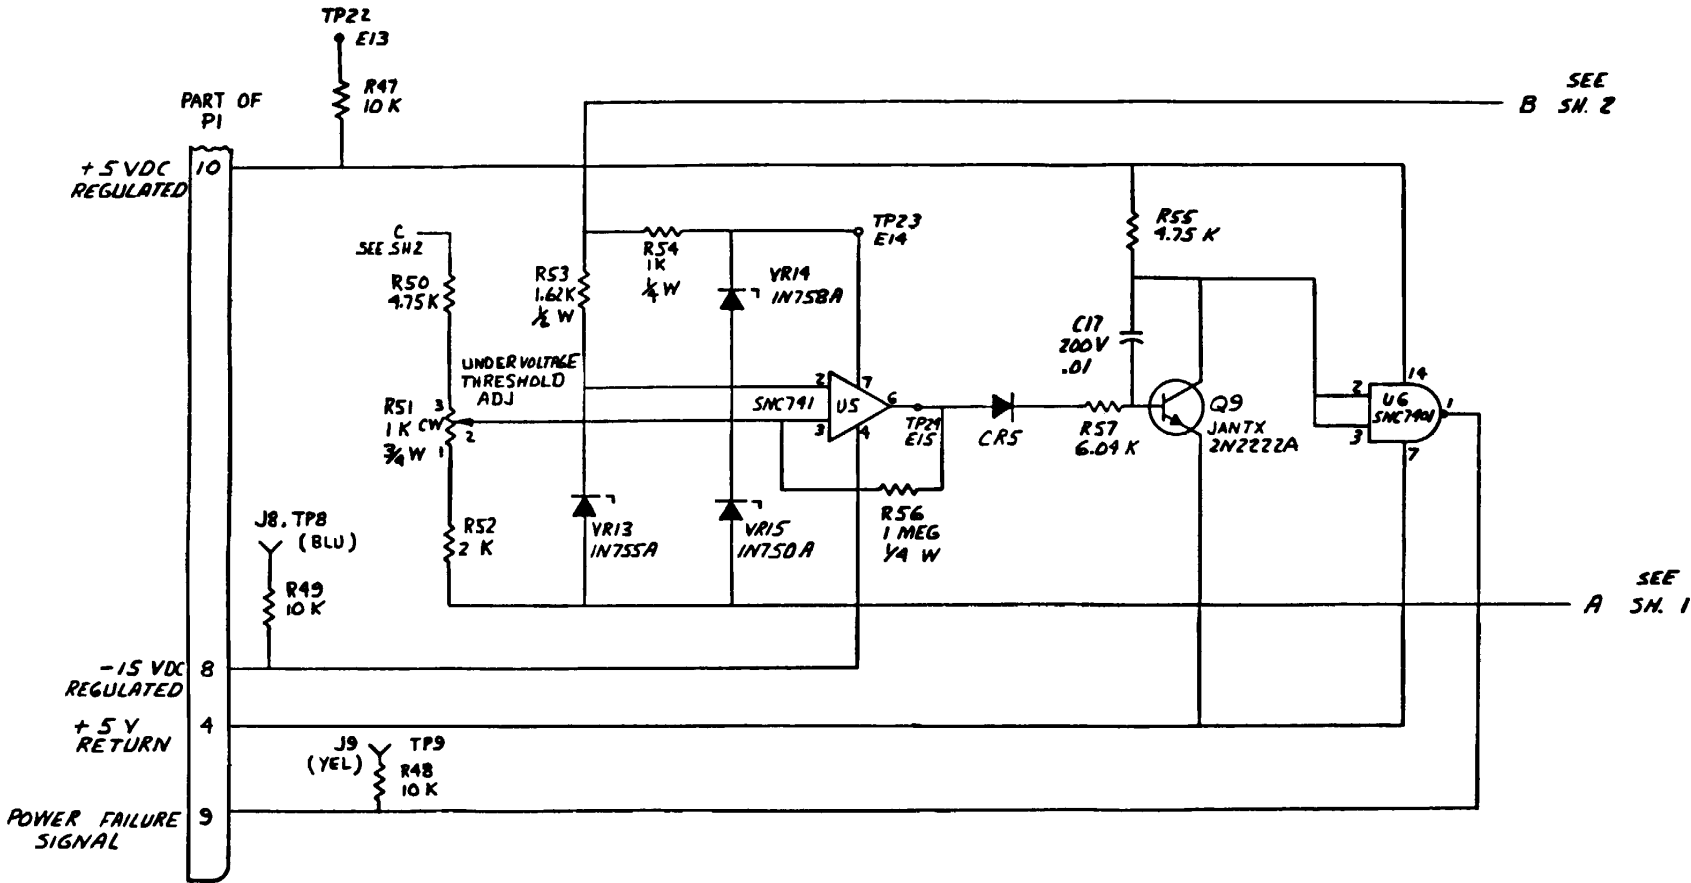 TP22
E13
R47
10 K
PART OF
P1
SEE
B SH. 2
+5 VDC
REGULATED
10
C
SEE SH2
R50
4.75K
R53
1.62K
1/2 W
R54
1K
1/4 W
TP23
E14
VR14
1N758A
R55
4.75 K
C17
200V
.01
UNDERVOLTAGE
THRESHOLD
ADJ
R51
1K
3/4 W
CW
3
2
1
SNC741
U5
2
3
7
4
6
TP24
E15
CR5
R57
6.04 K
Q9
JANTX
2N2222A
2
3
14
U6
SNC7401
1
7
R56
1 MEG
1/4 W
J8, TP8
(BLU)
R52
2 K
VR13
1N755A
VR15
1N750A
R49
10 K
SEE
A SH. 1
-15 VDC
REGULATED
8
+5 V
RETURN
4
J9 TP9
(YEL)
R48
10 K
POWER FAILURE
SIGNAL
9